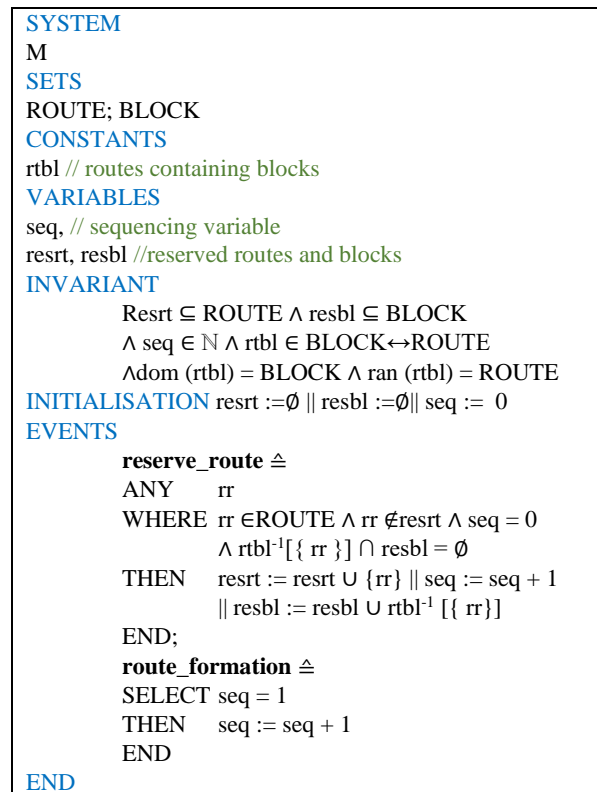 SYSTEM
M
SETS
ROUTE; BLOCK
CONSTANTS
rtbl // routes containing blocks
VARIABLES
seq, // sequencing variable
resrt, resbl //reserved routes and blocks
INVARIANT
Resrt ⊆ ROUTE ∧ resbl ⊆ BLOCK
∧ seq ∈ ℕ ∧ rtbl ∈ BLOCK↔ROUTE
∧dom (rtbl) = BLOCK ∧ ran (rtbl) = ROUTE
INITIALISATION resrt :=∅ || resbl :=∅|| seq := 0
EVENTS
reserve_route ≙
ANY rr
WHERE rr ∈ROUTE ∧ rr ∉resrt ∧ seq = 0
∧ rtbl⁻¹[{ rr }] ∩ resbl = ∅
THEN resrt := resrt ∪ {rr} || seq := seq + 1
|| resbl := resbl ∪ rtbl⁻¹ [{ rr}]
END;
route_formation ≙
SELECT seq = 1
THEN seq := seq + 1
END
END